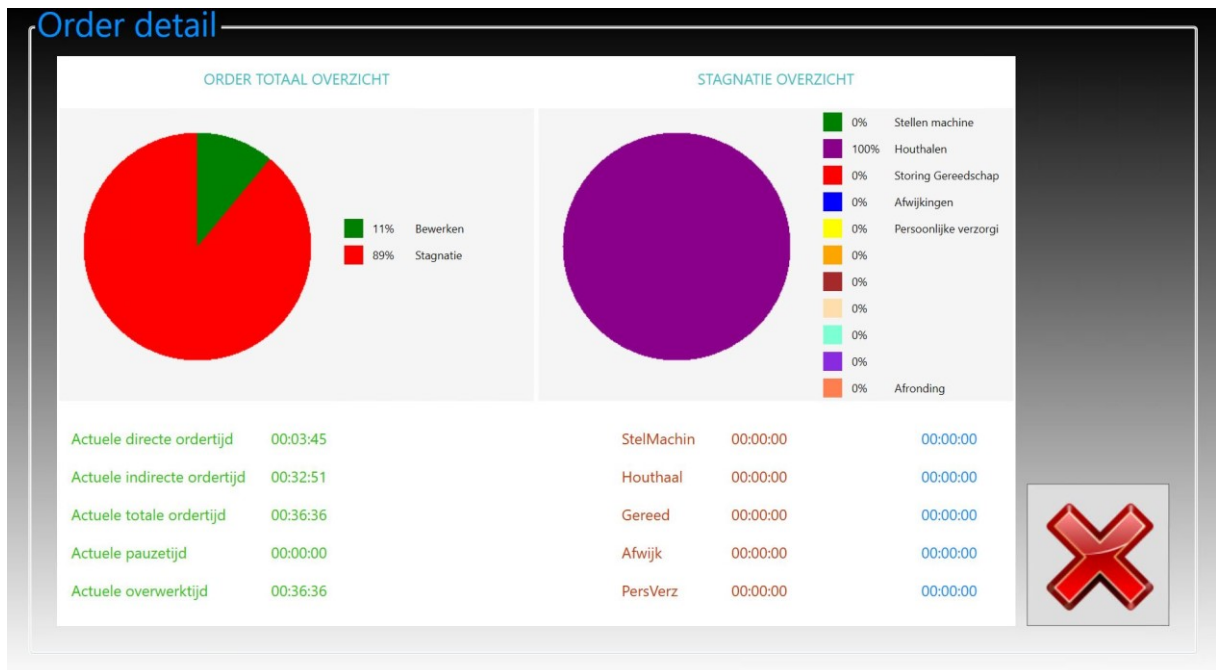 Order detail
ORDER TOTAAL OVERZICHT
11% Bewerken
89% Stagnatie
STAGNATIE OVERZICHT
0% Stellen machine
100% Houthalen
0% Storing Gereedschap
0% Afwijkingen
0% Persoonlijke verzorgi
0%
0%
0%
0%
0%
0% Afronding
Actuele directe ordertijd 00:03:45
Actuele indirecte ordertijd 00:32:51
Actuele totale ordertijd 00:36:36
Actuele pauzetijd 00:00:00
Actuele overwerktijd 00:36:36
StelMachin 00:00:00 00:00:00
Houthaal 00:00:00 00:00:00
Gereed 00:00:00 00:00:00
Afwijk 00:00:00 00:00:00
PersVerz 00:00:00 00:00:00